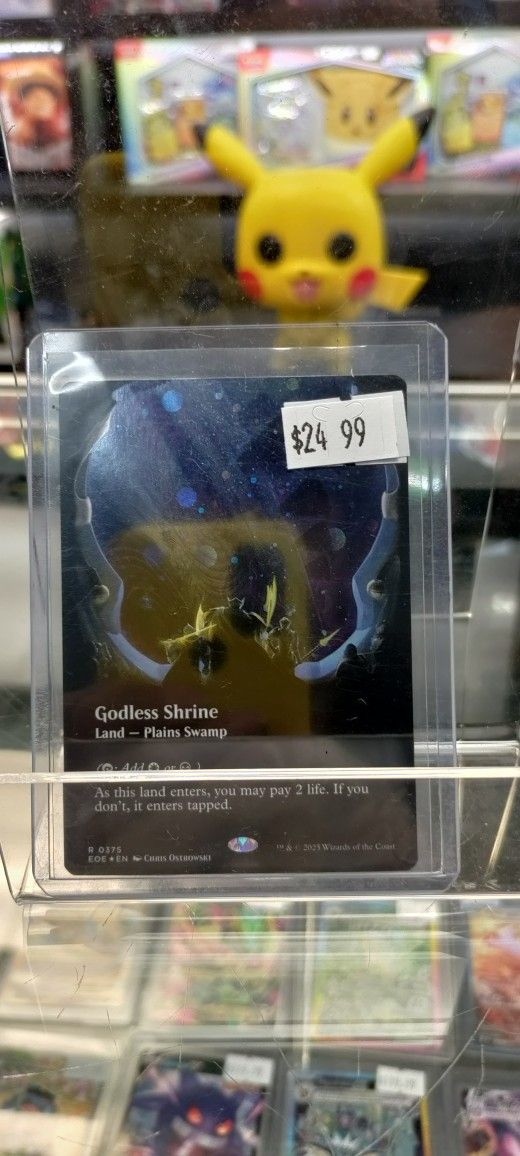 $24 99
Godless Shrine
Land — Plains Swamp
: Add or .)
As this land enters, you may pay 2 life. If you
don't, it enters tapped.
R 0375
EOE ★ EN Chris Ostrowski
™ & © 2025 Wizards of the Coast